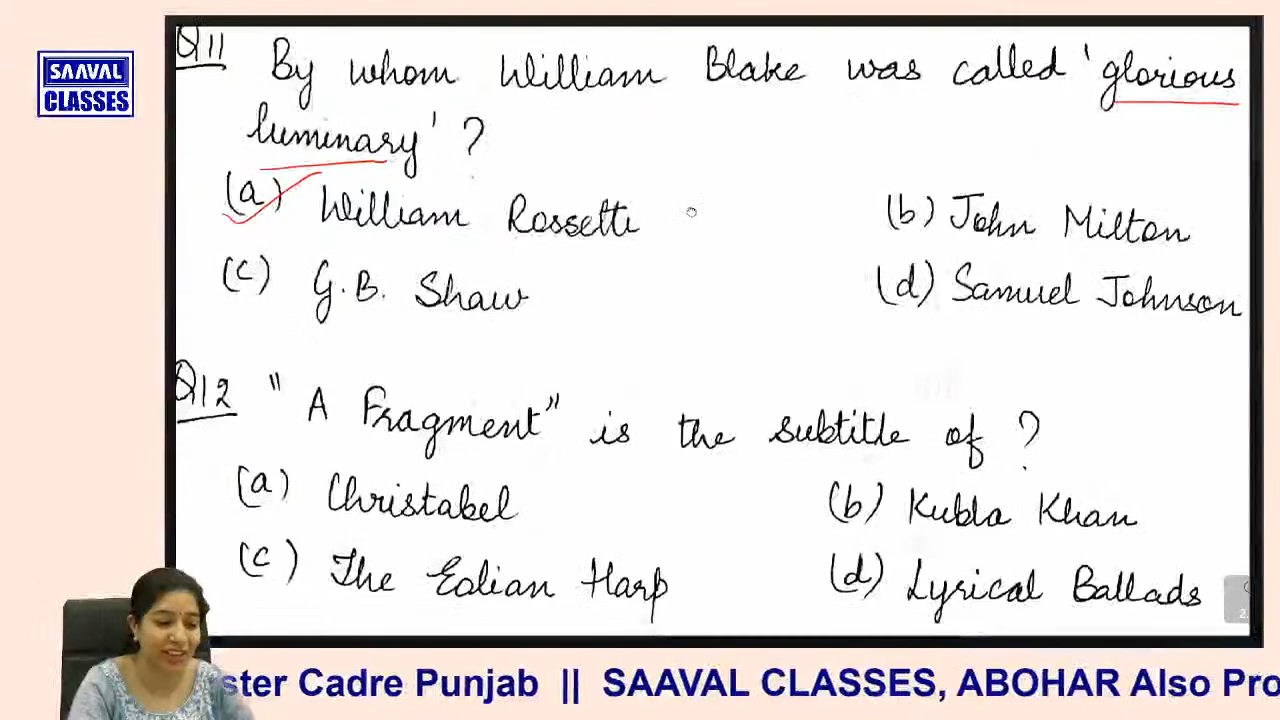 SAAVAL
CLASSES
Q11 By whom William Blake was called 'glorious
luminary' ?
(a) William Rossetti (b) John Milton
(c) G.B. Shaw (d) Samuel Johnson
Q12 "A Fragment" is the subtitle of ?
(a) Christabel (b) Kubla Khan
(c) The Eolian Harp (d) Lyrical Ballads
ster Cadre Punjab || SAAVAL CLASSES, ABOHAR Also Pro